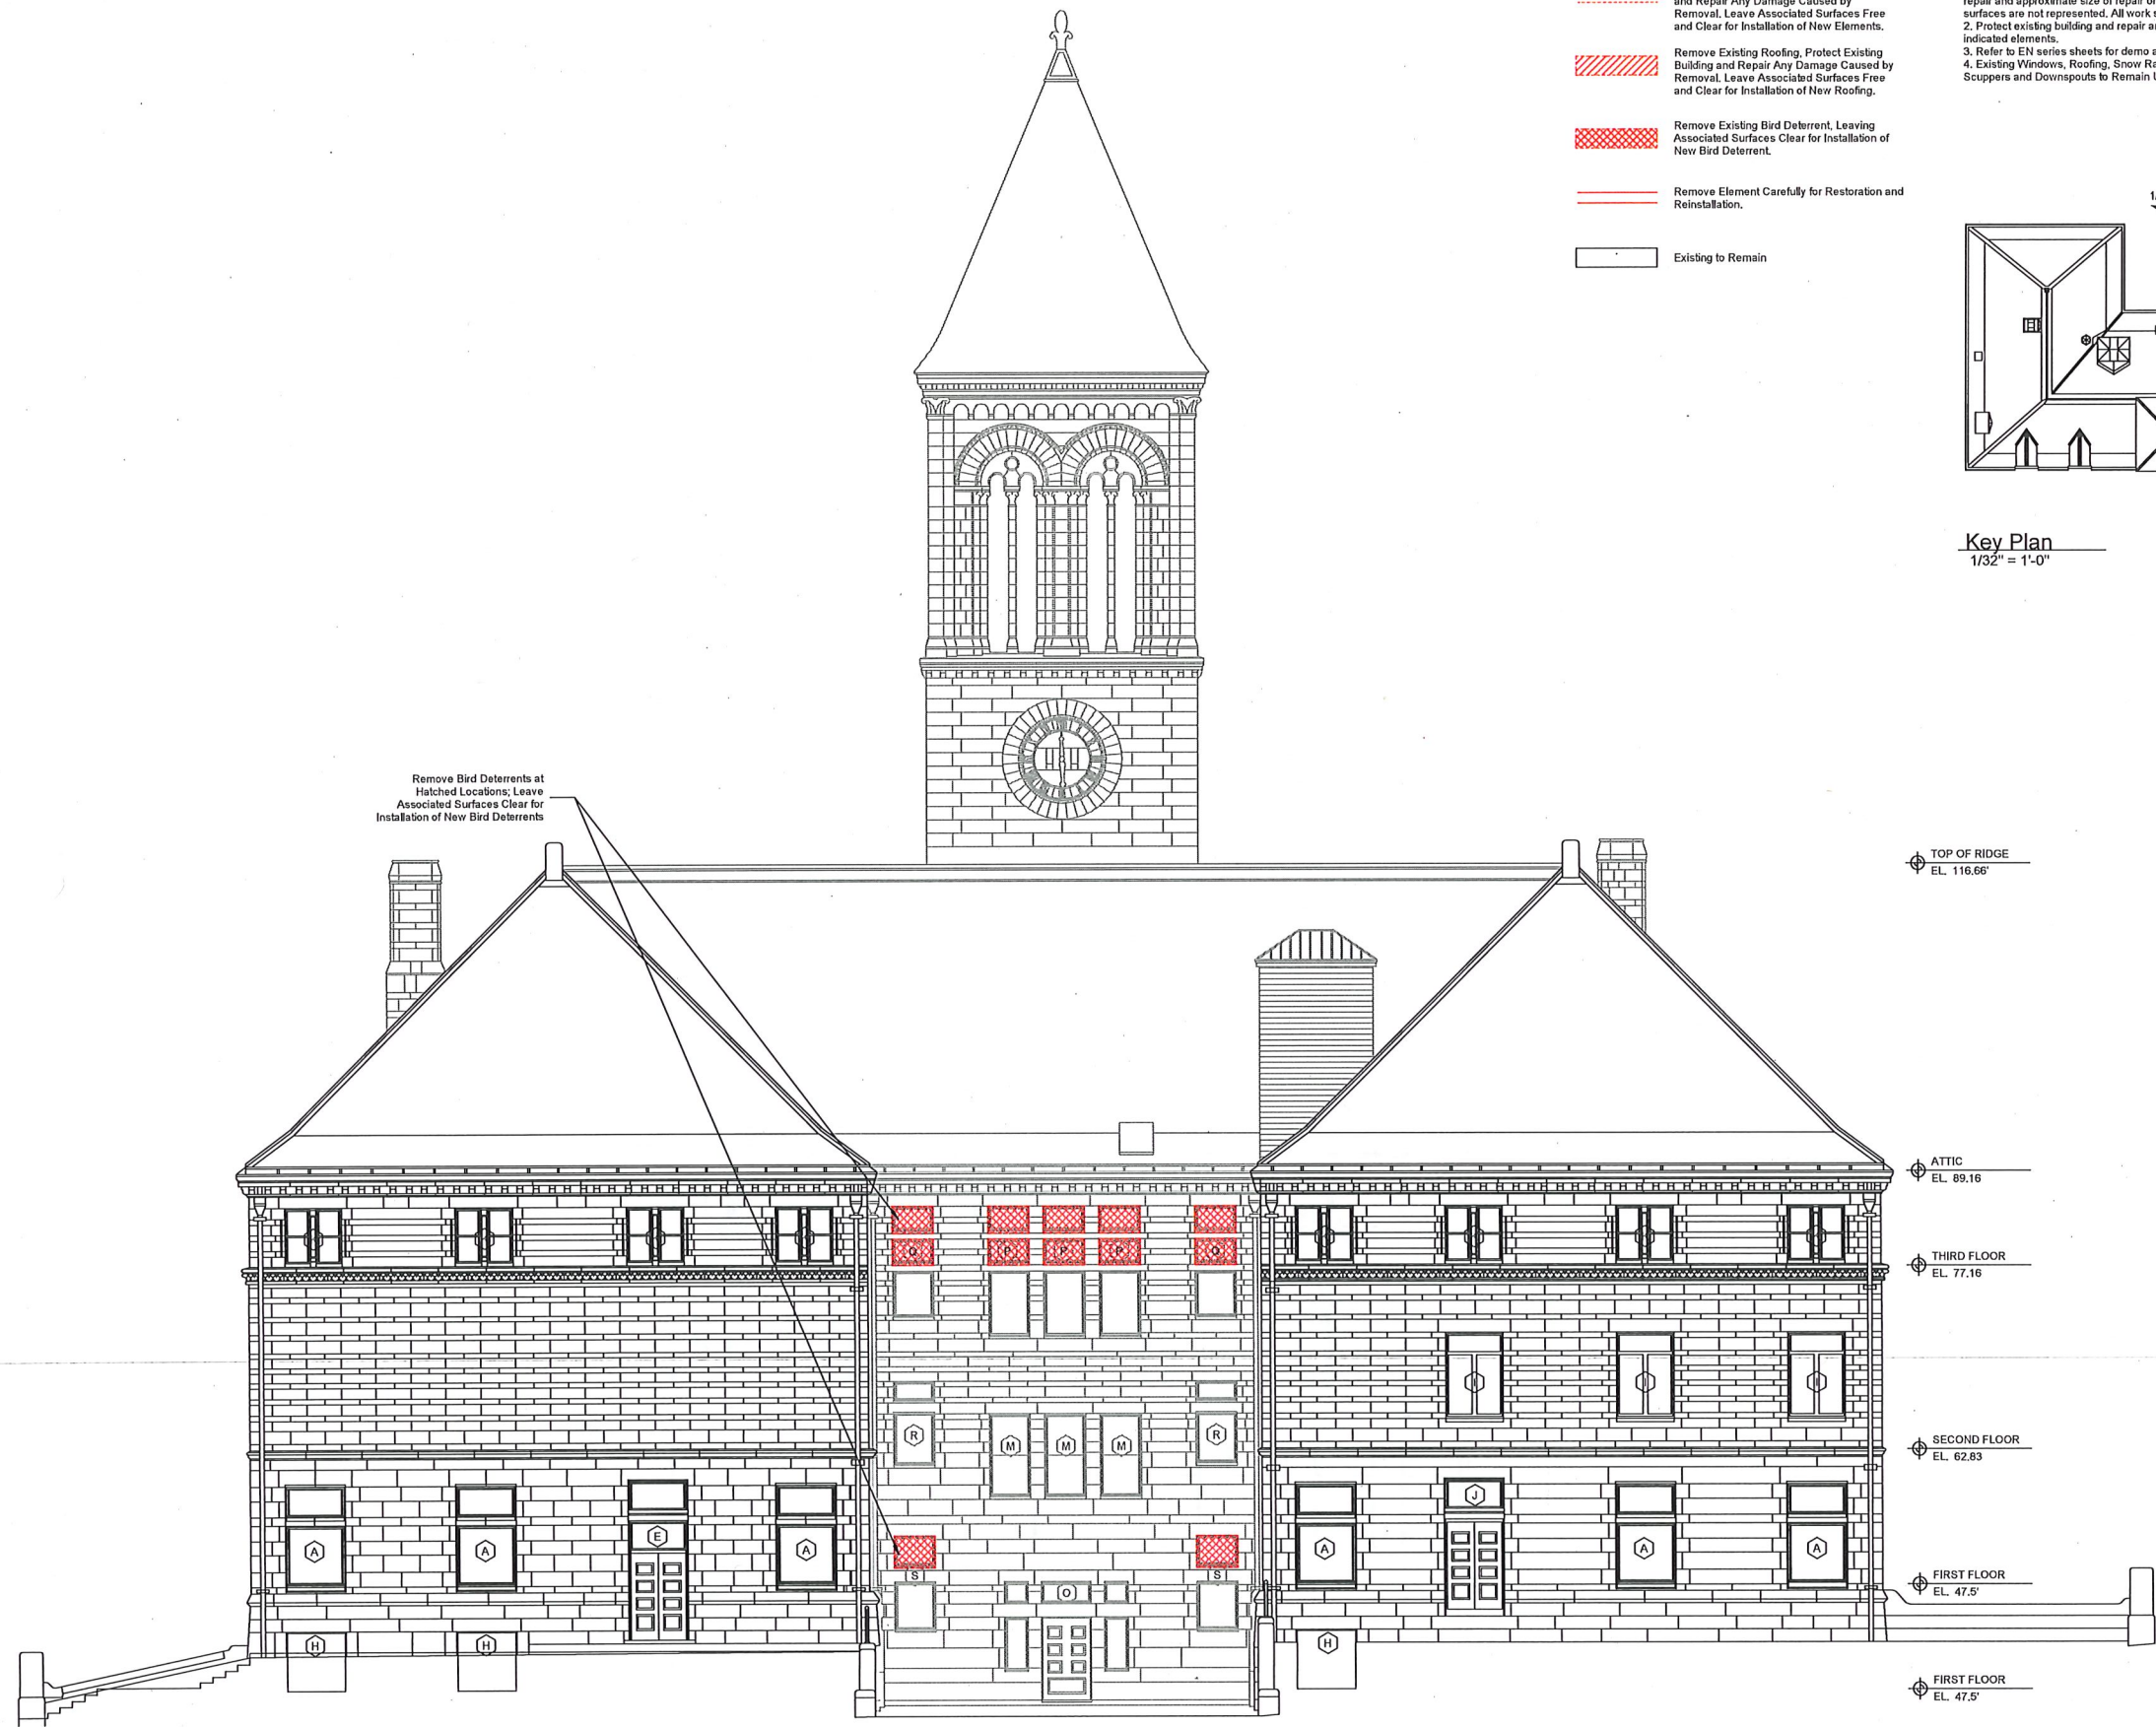 and Repair Any Damage Caused by
Removal. Leave Associated Surfaces Free
and Clear for Installation of New Elements.
Remove Existing Roofing, Protect Existing
Building and Repair Any Damage Caused by
Removal. Leave Associated Surfaces Free
and Clear for Installation of New Roofing.
Remove Existing Bird Deterrent, Leaving
Associated Surfaces Clear for Installation of
New Bird Deterrent.
Remove Element Carefully for Restoration and
Reinstallation.
Existing to Remain
repair and approximate size of repair
surfaces are not represented. All work
2. Protect existing building and repair
indicated elements.
3. Refer to EN series sheets for demo
4. Existing Windows, Roofing, Snow
Scuppers and Downspouts to Remain
Key Plan
1/32" = 1'-0"
Remove Bird Deterrents at
Hatched Locations; Leave
Associated Surfaces Clear for
Installation of New Bird Deterrents
TOP OF RIDGE
EL. 116.66'
ATTIC
EL. 89.16
Q P P P Q
THIRD FLOOR
EL. 77.16
I I I
R M M M R
SECOND FLOOR
EL. 62.83
J
A A E A A A A
S S
O
FIRST FLOOR
EL. 47.5'
H H H
FIRST FLOOR
EL. 47.5'